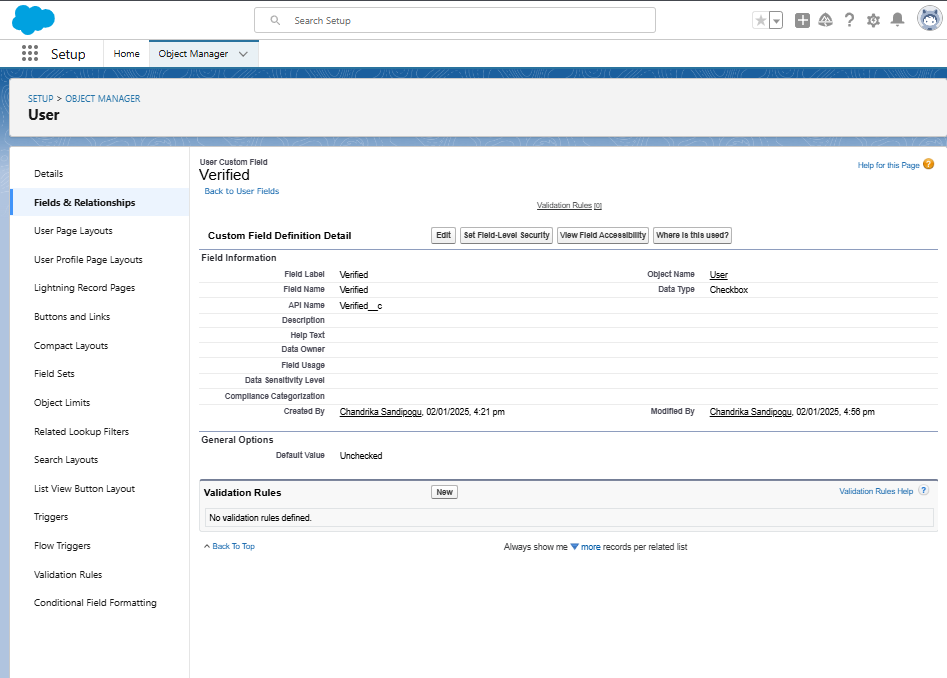 Search Setup
Setup
Home
Object Manager
SETUP > OBJECT MANAGER
User
Details
Fields & Relationships
User Page Layouts
User Profile Page Layouts
Lightning Record Pages
Buttons and Links
Compact Layouts
Field Sets
Object Limits
Related Lookup Filters
Search Layouts
List View Button Layout
Triggers
Flow Triggers
Validation Rules
Conditional Field Formatting
User Custom Field
Verified
Back to User Fields
Help for this Page ?
Validation Rules [0]
Custom Field Definition Detail
Edit
Set Field-Level Security
View Field Accessibility
Where is this used?
Field Information
Field Label Verified Object Name User
Field Name Verified Data Type Checkbox
API Name Verified__c
Description
Help Text
Data Owner
Field Usage
Data Sensitivity Level
Compliance Categorization
Created By Chandrika Sandipogu, 02/01/2025, 4:21 pm Modified By Chandrika Sandipogu, 02/01/2025, 4:56 pm
General Options
Default Value Unchecked
Validation Rules
New
Validation Rules Help ?
No validation rules defined.
^ Back To Top
Always show me ▼ more records per related list